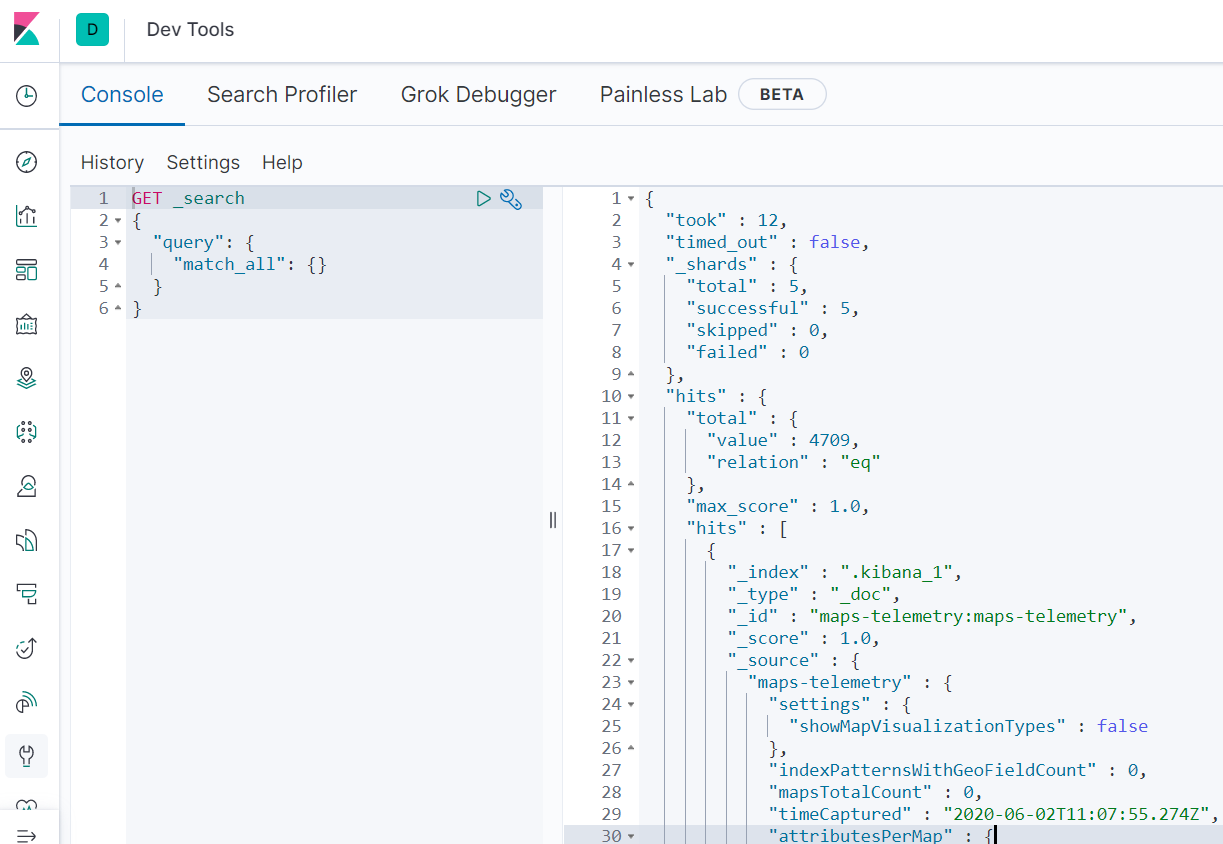 D Dev Tools
Console Search Profiler Grok Debugger Painless Lab BETA
History Settings Help
1 GET _search
2 {
3 "query": {
4 "match_all": {}
5 }
6 }
1 {
2 "took" : 12,
3 "timed_out" : false,
4 "_shards" : {
5 "total" : 5,
6 "successful" : 5,
7 "skipped" : 0,
8 "failed" : 0
9 },
10 "hits" : {
11 "total" : {
12 "value" : 4709,
13 "relation" : "eq"
14 },
15 "max_score" : 1.0,
16 "hits" : [
17 {
18 "_index" : ".kibana_1",
19 "_type" : "_doc",
20 "_id" : "maps-telemetry:maps-telemetry",
21 "_score" : 1.0,
22 "_source" : {
23 "maps-telemetry" : {
24 "settings" : {
25 "showMapVisualizationTypes" : false
26 },
27 "indexPatternsWithGeoFieldCount" : 0,
28 "mapsTotalCount" : 0,
29 "timeCaptured" : "2020-06-02T11:07:55.274Z",
30 "attributesPerMap" : {